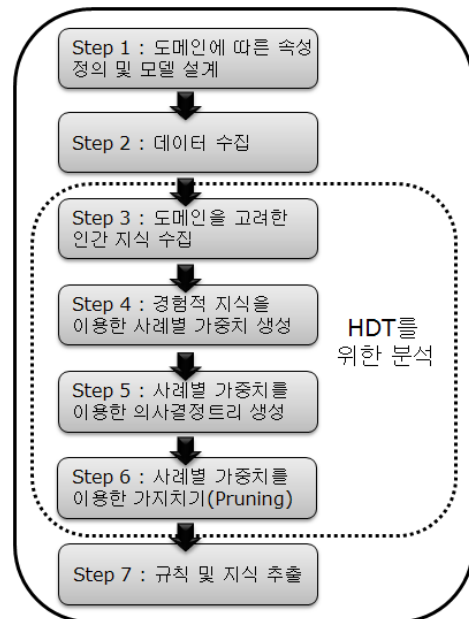 Step 1 : 도메인에 따른 속성
정의 및 모델 설계
Step 2 : 데이터 수집
Step 3 : 도메인을 고려한
인간 지식 수집
Step 4 : 경험적 지식을
이용한 사례별 가중치 생성
HDT를
위한 분석
Step 5 : 사례별 가중치를
이용한 의사결정트리 생성
Step 6 : 사례별 가중치를
이용한 가지치기(Pruning)
Step 7 : 규칙 및 지식 추출